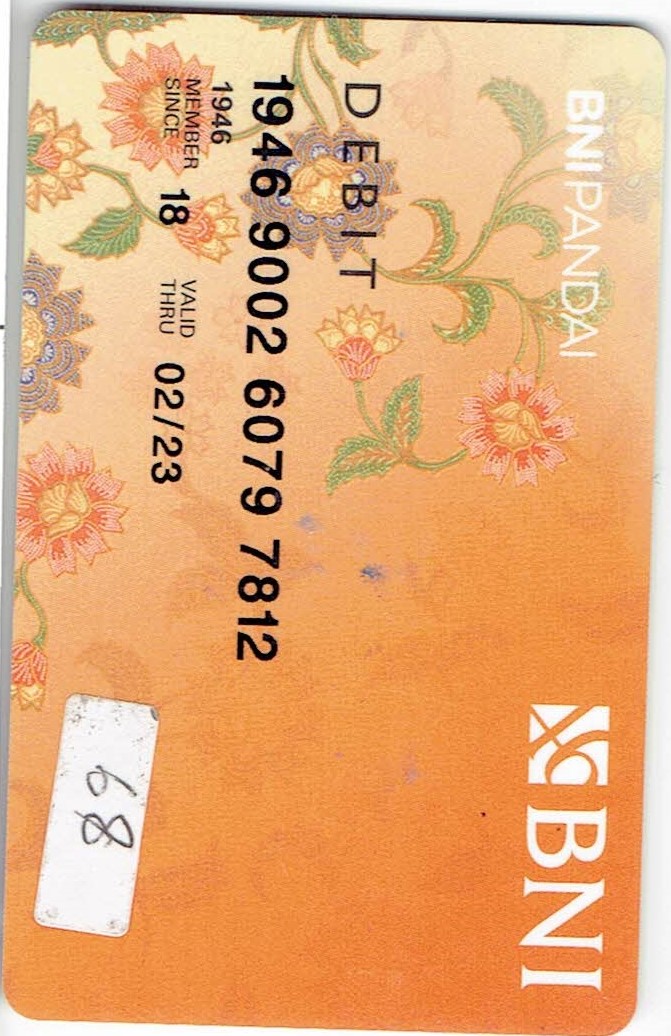 BNI PANDAI
BNI
DEBIT
1946 9002 6079 7812
1946
MEMBER SINCE 18 VALID THRU 02/23
68